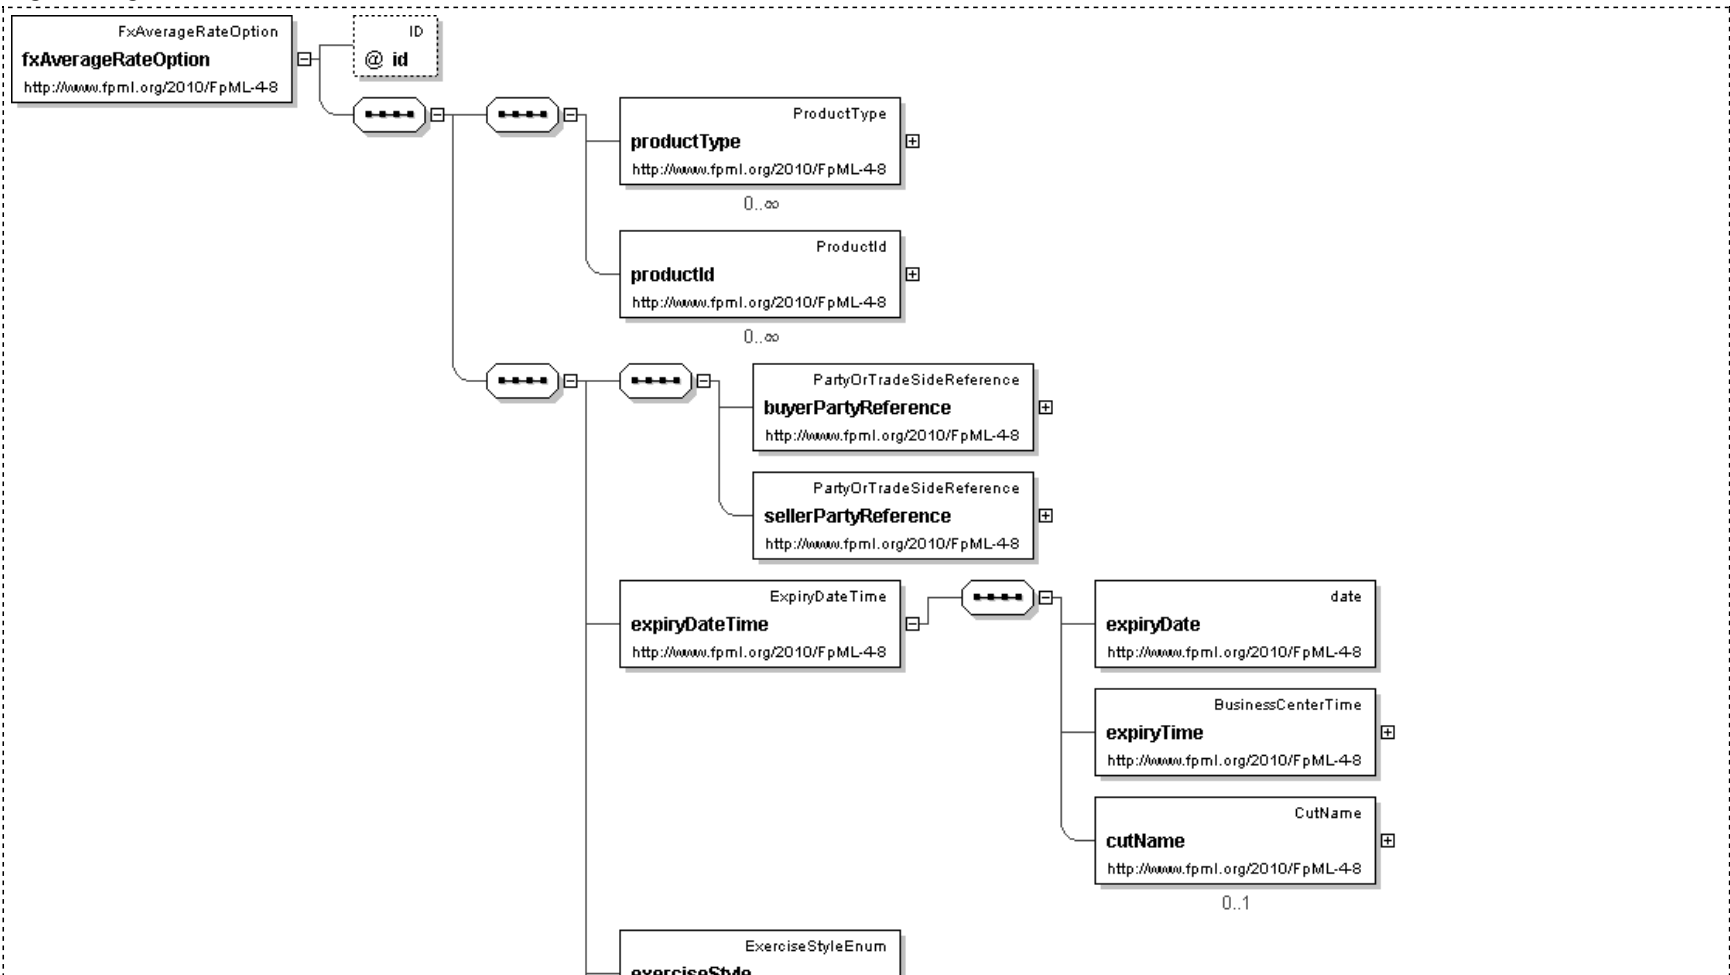 FxAverageRateOption
fxAverageRateOption
http://www.fpml.org/2010/FpML-4-8
ID
@ id
ProductType
productType
http://www.fpml.org/2010/FpML-4-8
0..∞
ProductId
productId
http://www.fpml.org/2010/FpML-4-8
0..∞
PartyOrTradeSideReference
buyerPartyReference
http://www.fpml.org/2010/FpML-4-8
PartyOrTradeSideReference
sellerPartyReference
http://www.fpml.org/2010/FpML-4-8
ExpiryDateTime
expiryDateTime
http://www.fpml.org/2010/FpML-4-8
date
expiryDate
http://www.fpml.org/2010/FpML-4-8
BusinessCenterTime
expiryTime
http://www.fpml.org/2010/FpML-4-8
CutName
cutName
http://www.fpml.org/2010/FpML-4-8
0..1
ExerciseStyleEnum
exerciseStyle